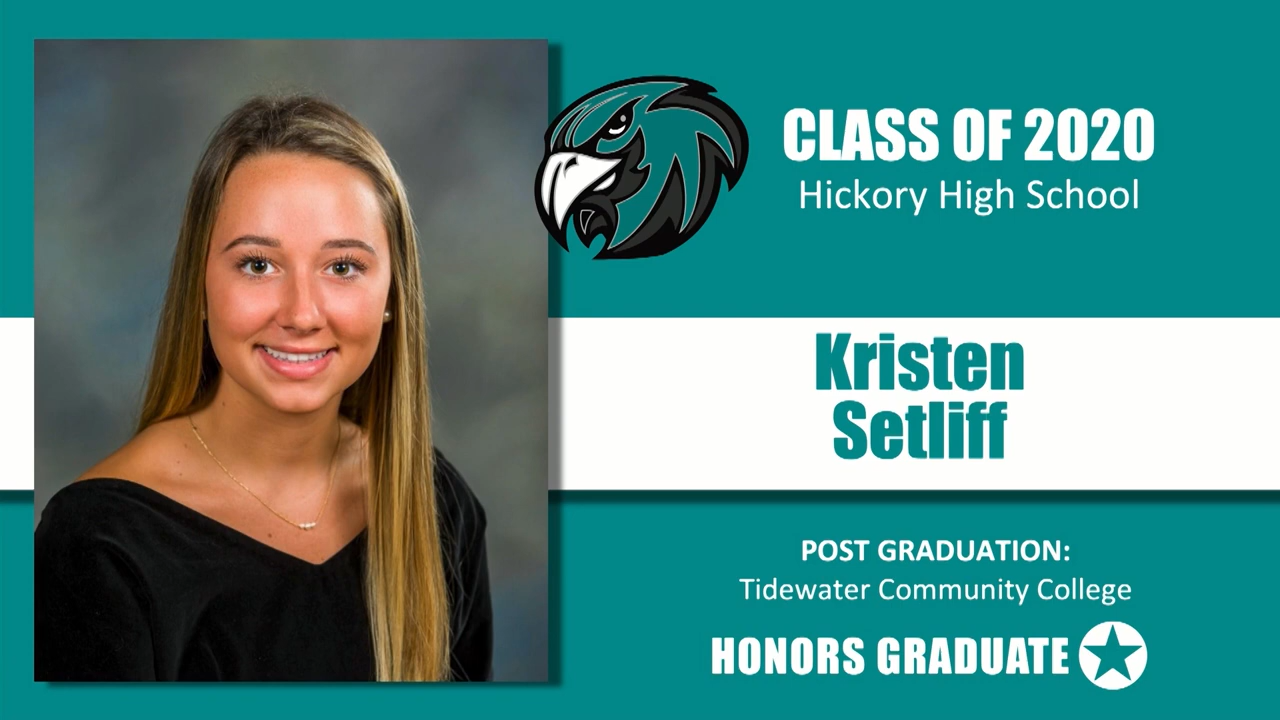 CLASS OF 2020
Hickory High School
Kristen
Setliff
POST GRADUATION:
Tidewater Community College
HONORS GRADUATE